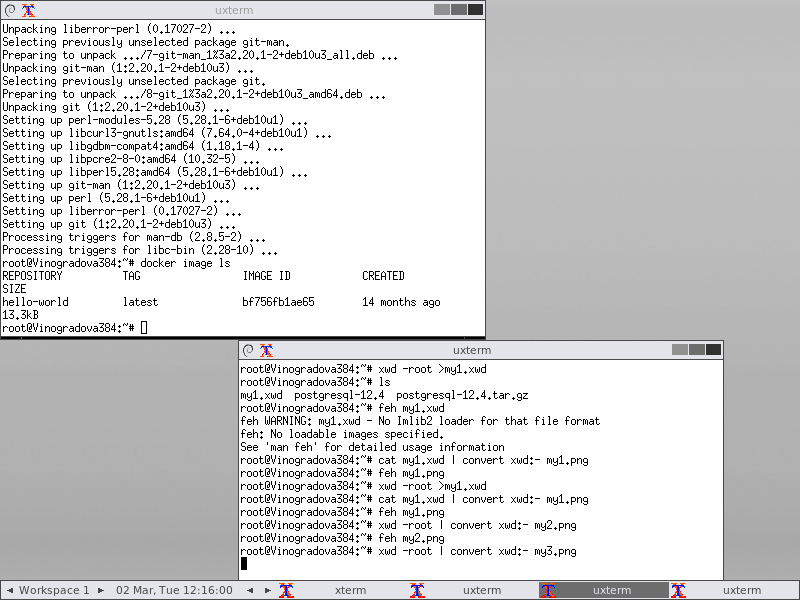 uxterm
Unpacking liberror-perl (0.17027-2) ...
Selecting previously unselected package git-man.
Preparing to unpack .../7-git-man_1%3a2.20.1-2+deb10u3_all.deb ...
Unpacking git-man (1:2.20.1-2+deb10u3) ...
Selecting previously unselected package git.
Preparing to unpack .../8-git_1%3a2.20.1-2+deb10u3_amd64.deb ...
Unpacking git (1:2.20.1-2+deb10u3) ...
Setting up perl-modules-5.28 (5.28.1-6+deb10u1) ...
Setting up libcurl3-gnutls:amd64 (7.64.0-4+deb10u1) ...
Setting up libgdbm-compat4:amd64 (1.18.1-4) ...
Setting up libpcre2-8-0:amd64 (10.32-5) ...
Setting up libperl5.28:amd64 (5.28.1-6+deb10u1) ...
Setting up git-man (1:2.20.1-2+deb10u3) ...
Setting up perl (5.28.1-6+deb10u1) ...
Setting up liberror-perl (0.17027-2) ...
Setting up git (1:2.20.1-2+deb10u3) ...
Processing triggers for man-db (2.8.5-2) ...
Processing triggers for libc-bin (2.28-10) ...
root@Vinogradova384:~# docker image ls
REPOSITORY TAG IMAGE ID CREATED
SIZE
hello-world latest bf756fb1ae65 14 months ago
13.3kB
root@Vinogradova384:~#
uxterm
root@Vinogradova384:~# xwd -root >my1.xwd
root@Vinogradova384:~# ls
my1.xwd postgresql-12.4 postgresql-12.4.tar.gz
root@Vinogradova384:~# feh my1.xwd
feh WARNING: my1.xwd - No Imlib2 loader for that file format
feh: No loadable images specified.
See 'man feh' for detailed usage information
root@Vinogradova384:~# cat my1.xwd | convert xwd:- my1.png
root@Vinogradova384:~# feh my1.png
root@Vinogradova384:~# xwd -root >my1.xwd
root@Vinogradova384:~# cat my1.xwd | convert xwd:- my1.png
root@Vinogradova384:~# feh my1.png
root@Vinogradova384:~# xwd -root | convert xwd:- my2.png
root@Vinogradova384:~# feh my2.png
root@Vinogradova384:~# xwd -root | convert xwd:- my3.png
Workspace 1 02 Mar, Tue 12:16:00 xterm uxterm uxterm uxterm